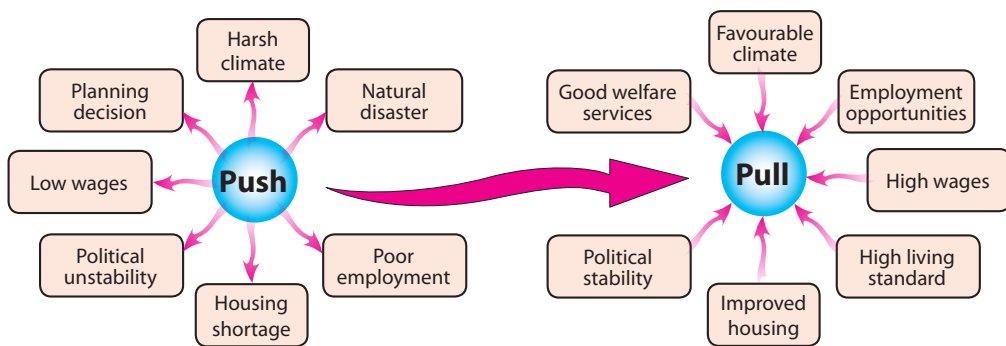 Harsh
climate
Planning
decision
Natural
disaster
Low wages
Push
Political
unstability
Poor
employment
Housing
shortage
Favourable
climate
Good welfare
services
Employment
opportunities
Pull
High wages
Political
stability
High living
standard
Improved
housing